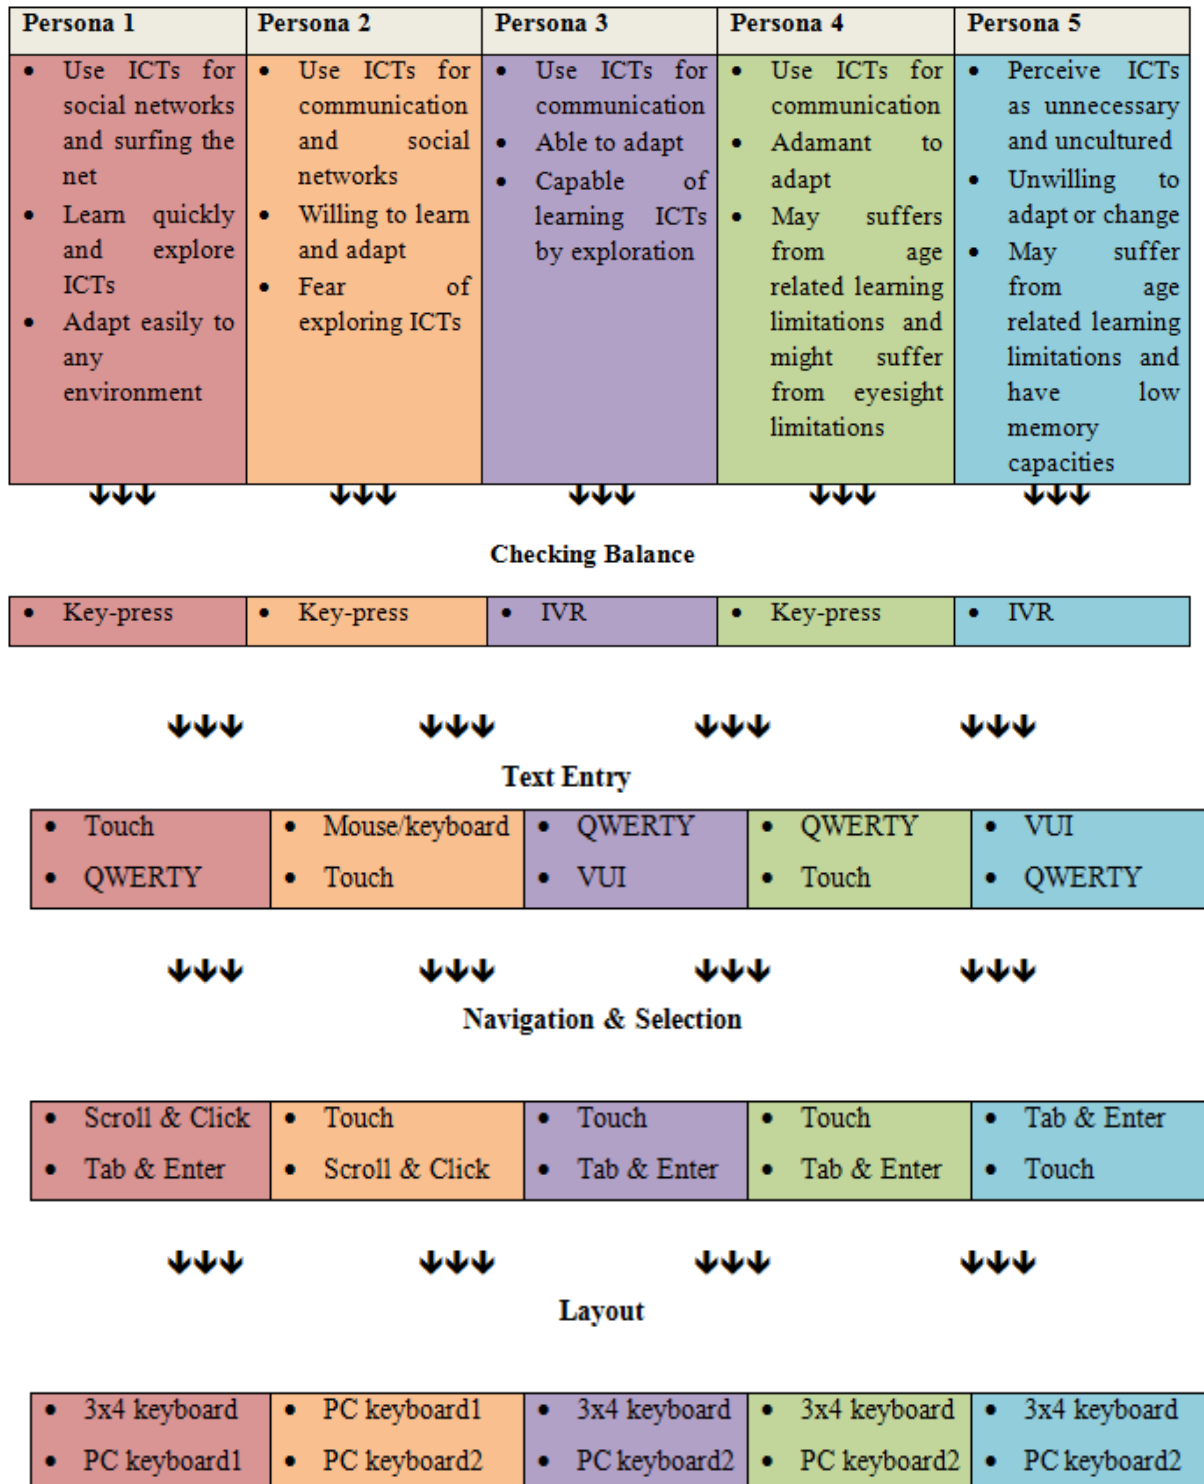 Persona 1
Persona 2
Persona 3
Persona 4
Persona 5
• Use ICTs for
social networks
and surfing the
net
• Learn quickly
and explore
ICTs
• Adapt easily to
any
environment
• Use ICTs for
communication
and social
networks
• Willing to learn
and adapt
• Fear of
exploring ICTs
• Use ICTs for
communication
• Able to adapt
• Capable of
learning ICTs
by exploration
• Use ICTs for
communication
• Adamant to
adapt
• May suffers
from age
related learning
limitations and
might suffer
from eyesight
limitations
• Perceive ICTs
as unnecessary
and uncultured
• Unwilling to
adapt or change
• May suffer
from age
related learning
limitations and
have low
memory
capacities
Checking Balance
• Key-press
• Key-press
• IVR
• Key-press
• IVR
Text Entry
• Touch
• QWERTY
• Mouse/keyboard
• Touch
• QWERTY
• VUI
• QWERTY
• Touch
• VUI
• QWERTY
Navigation & Selection
• Scroll & Click
• Tab & Enter
• Touch
• Scroll & Click
• Touch
• Tab & Enter
• Touch
• Tab & Enter
• Tab & Enter
• Touch
Layout
• 3x4 keyboard
• PC keyboard1
• PC keyboard1
• PC keyboard2
• 3x4 keyboard
• PC keyboard2
• 3x4 keyboard
• PC keyboard2
• 3x4 keyboard
• PC keyboard2